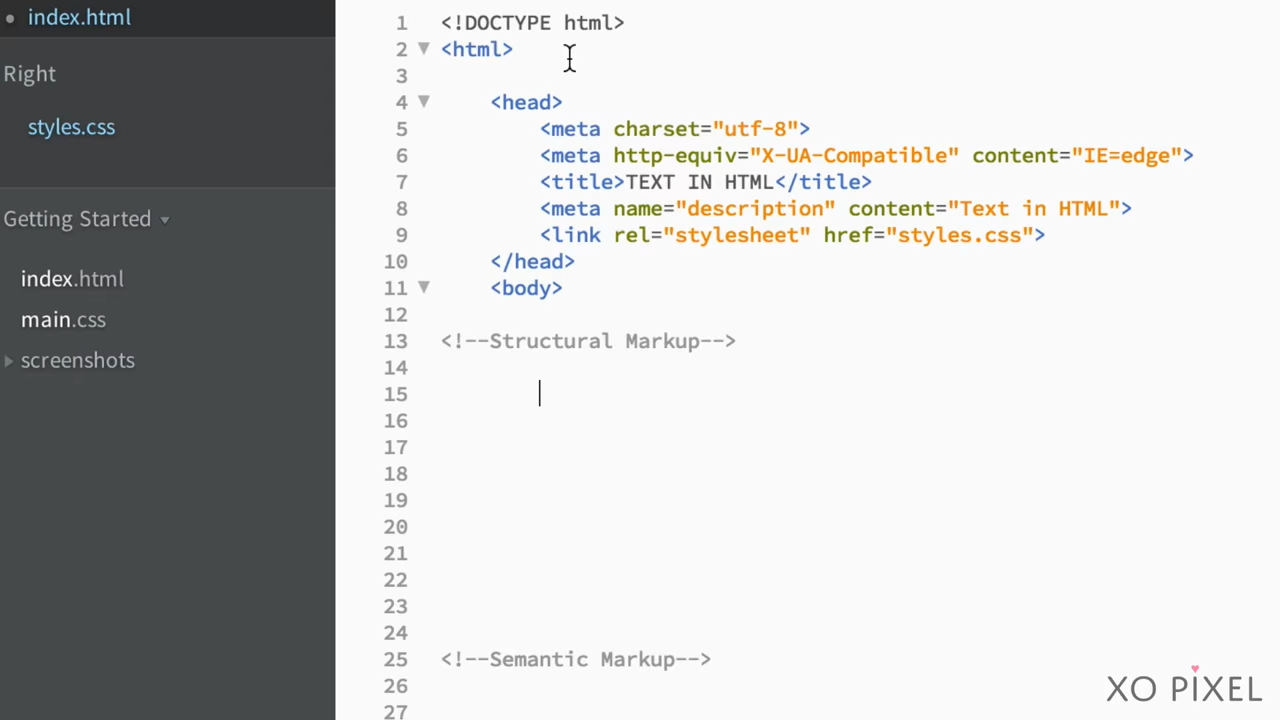 index.html
Right
styles.css
Getting Started
index.html
main.css
screenshots
1 <!DOCTYPE html>
2 <html>
3
4 <head>
5 <meta charset="utf-8">
6 <meta http-equiv="X-UA-Compatible" content="IE=edge">
7 <title>TEXT IN HTML</title>
8 <meta name="description" content="Text in HTML">
9 <link rel="stylesheet" href="styles.css">
10 </head>
11 <body>
12
13 <!--Structural Markup-->
14
15
16
17
18
19
20
21
22
23
24
25 <!--Semantic Markup-->
26
27
XO PIXEL